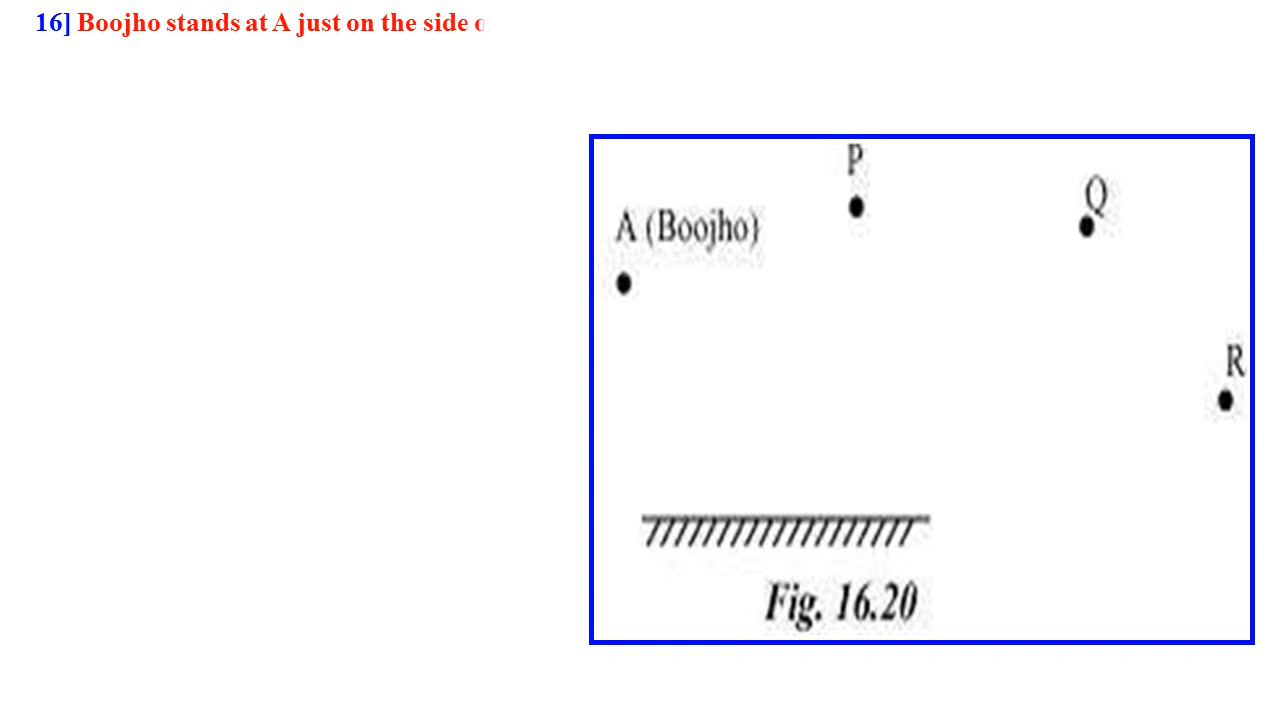 16] Boojho stands at A just on the side
P
Q
A (Boojho)
R
Fig. 16.20